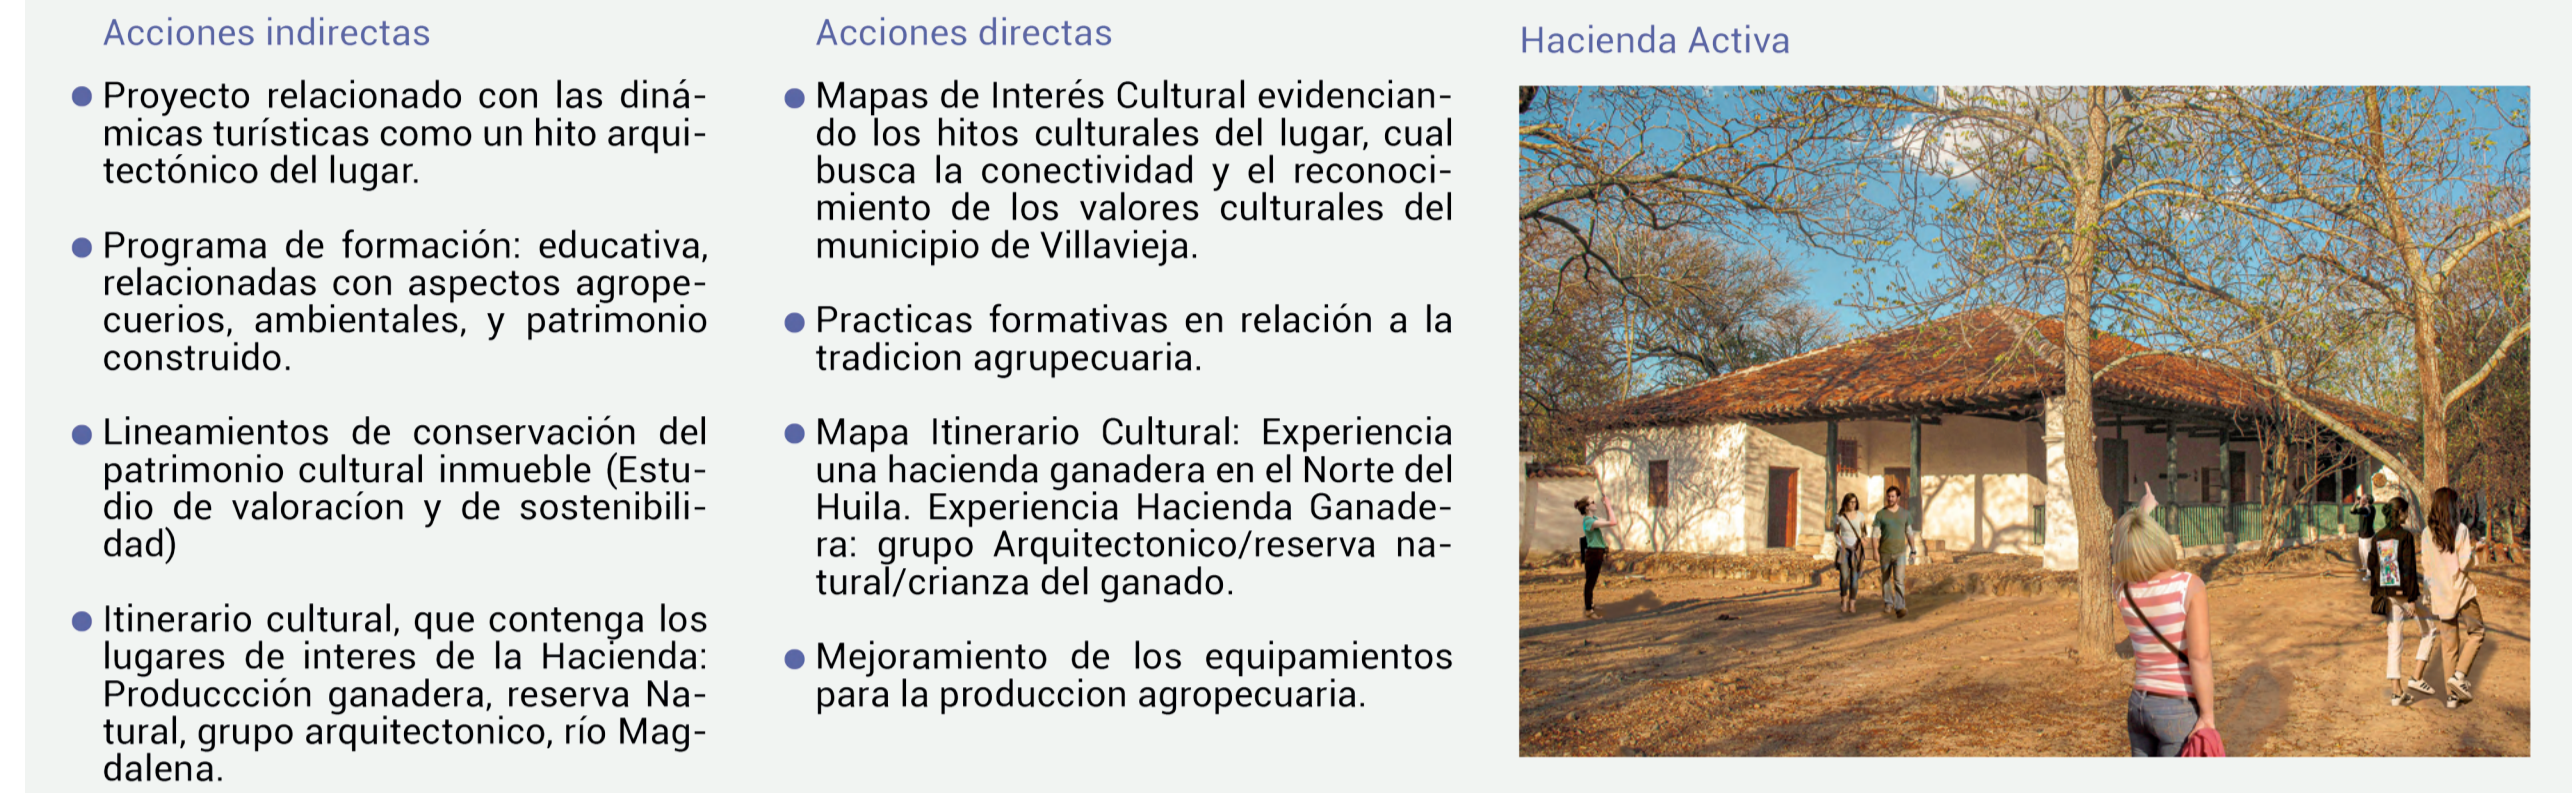 Acciones indirectas
Proyecto relacionado con las diná-
micas turísticas como un hito arqui-
tectónico del lugar.
Programa de formación: educativa,
relacionadas con aspectos agrope-
cuerios, ambientales, y patrimonio
construido.
Lineamientos de conservación del
patrimonio cultural inmueble (Estu-
dio de valoracíon y de sostenibili-
dad)
Itinerario cultural, que contenga los
lugares de interes de la Hacienda:
Produccción ganadera, reserva Na-
tural, grupo arquitectonico, río Mag-
dalena.
Acciones directas
Mapas de Interés Cultural evidencian-
do los hitos culturales del lugar, cual
busca la conectividad y el reconoci-
miento de los valores culturales del
municipio de Villavieja.
Practicas formativas en relación a la
tradicion agrupecuaria.
Mapa Itinerario Cultural: Experiencia
una hacienda ganadera en el Norte del
Huila. Experiencia Hacienda Ganade-
ra: grupo Arquitectonico/reserva na-
tural/crianza del ganado.
Mejoramiento de los equipamientos
para la produccion agropecuaria.
Hacienda Activa